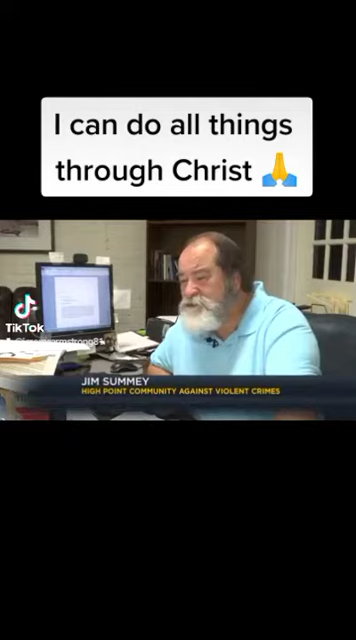 I can do all things
through Christ 🙏
TikTok
JIM SUMMEY
HIGH POINT COMMUNITY AGAINST VIOLENT CRIMES